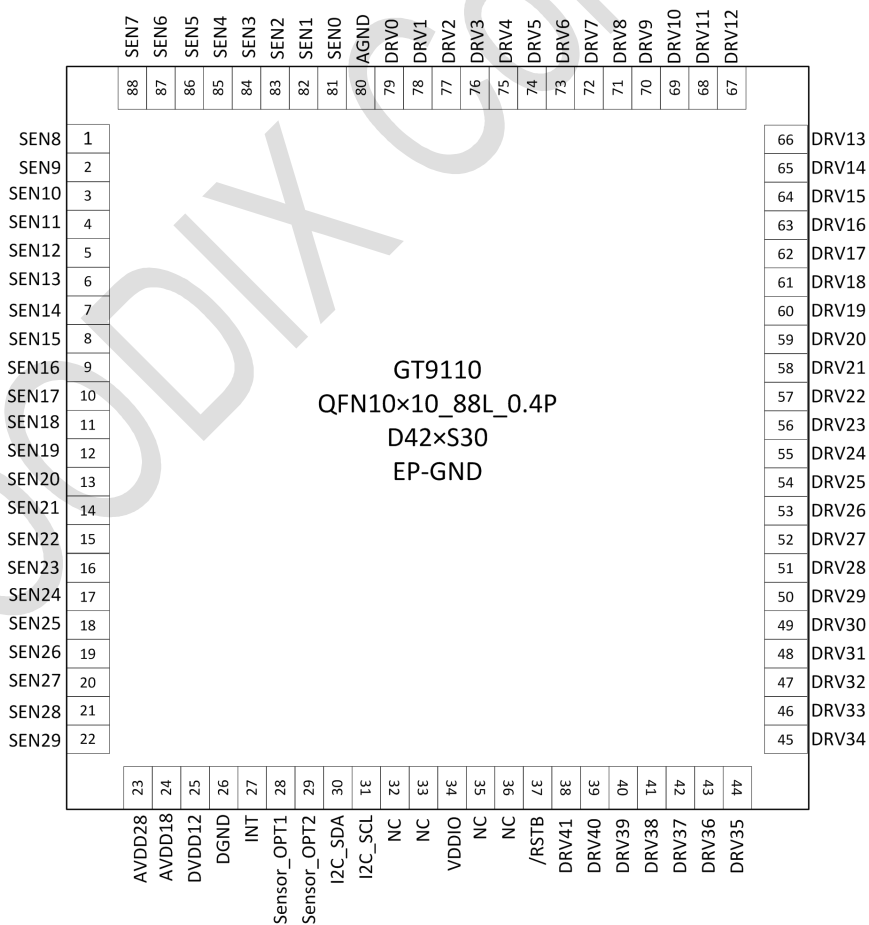 SEN7 SEN6 SEN5 SEN4 SEN3 SEN2 SEN1 SEN0 AGND DRV0 DRV1 DRV2 DRV3 DRV4 DRV5 DRV6 DRV7 DRV8 DRV9 DRV10 DRV11 DRV12
88 87 86 85 84 83 82 81 80 79 78 77 76 75 74 73 72 71 70 69 68 67
SEN8 1 66 DRV13
SEN9 2 65 DRV14
SEN10 3 64 DRV15
SEN11 4 63 DRV16
SEN12 5 62 DRV17
SEN13 6 61 DRV18
SEN14 7 60 DRV19
SEN15 8 59 DRV20
SEN16 9 58 DRV21
SEN17 10 57 DRV22
SEN18 11 56 DRV23
SEN19 12 55 DRV24
SEN20 13 54 DRV25
SEN21 14 53 DRV26
SEN22 15 52 DRV27
SEN23 16 51 DRV28
SEN24 17 50 DRV29
SEN25 18 49 DRV30
SEN26 19 48 DRV31
SEN27 20 47 DRV32
SEN28 21 46 DRV33
SEN29 22 45 DRV34
GT9110
QFN10×10_88L_0.4P
D42×S30
EP-GND
23 24 25 26 27 28 29 30 31 32 33 34 35 36 37 38 39 40 41 42 43 44
AVDD28 AVDD18 DVDD12 DGND INT Sensor_OPT1 Sensor_OPT2 I2C_SDA I2C_SCL NC NC VDDIO NC NC /RSTB DRV41 DRV40 DRV39 DRV38 DRV37 DRV36 DRV35